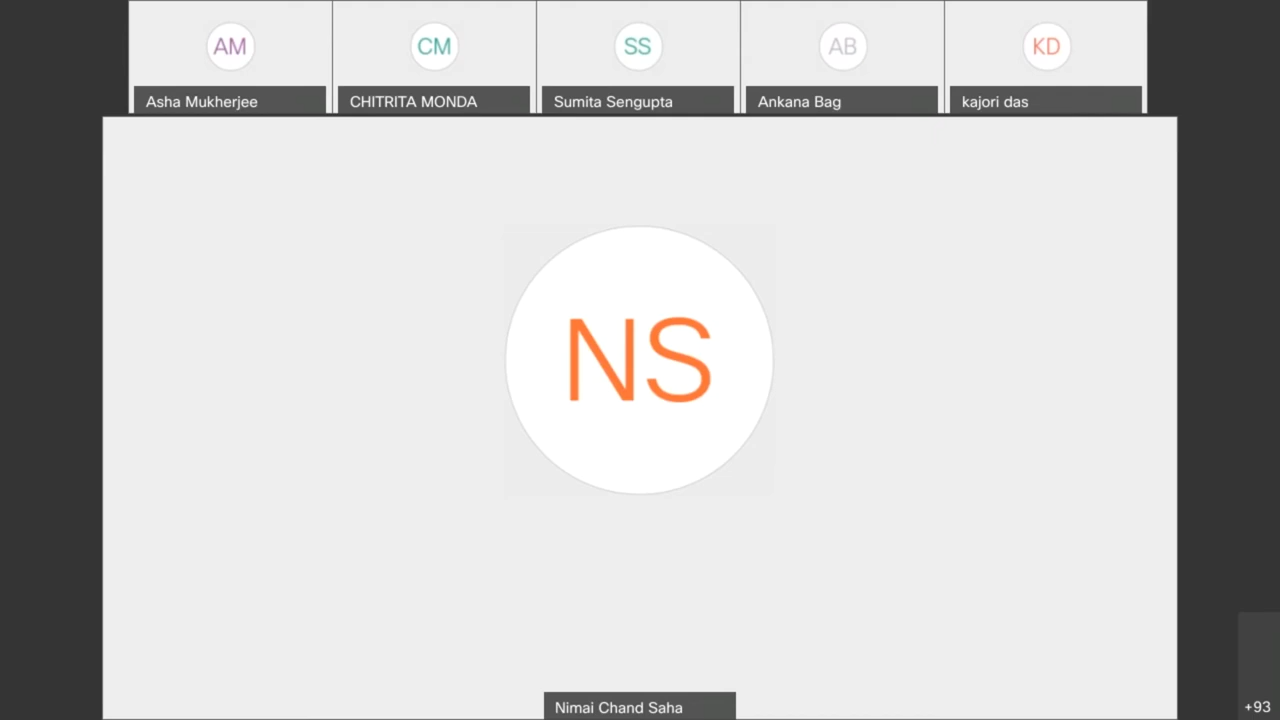 AM
CM
SS
AB
KD
Asha Mukherjee
CHITRITA MONDA
Sumita Sengupta
Ankana Bag
kajori das
NS
Nimai Chand Saha
+93